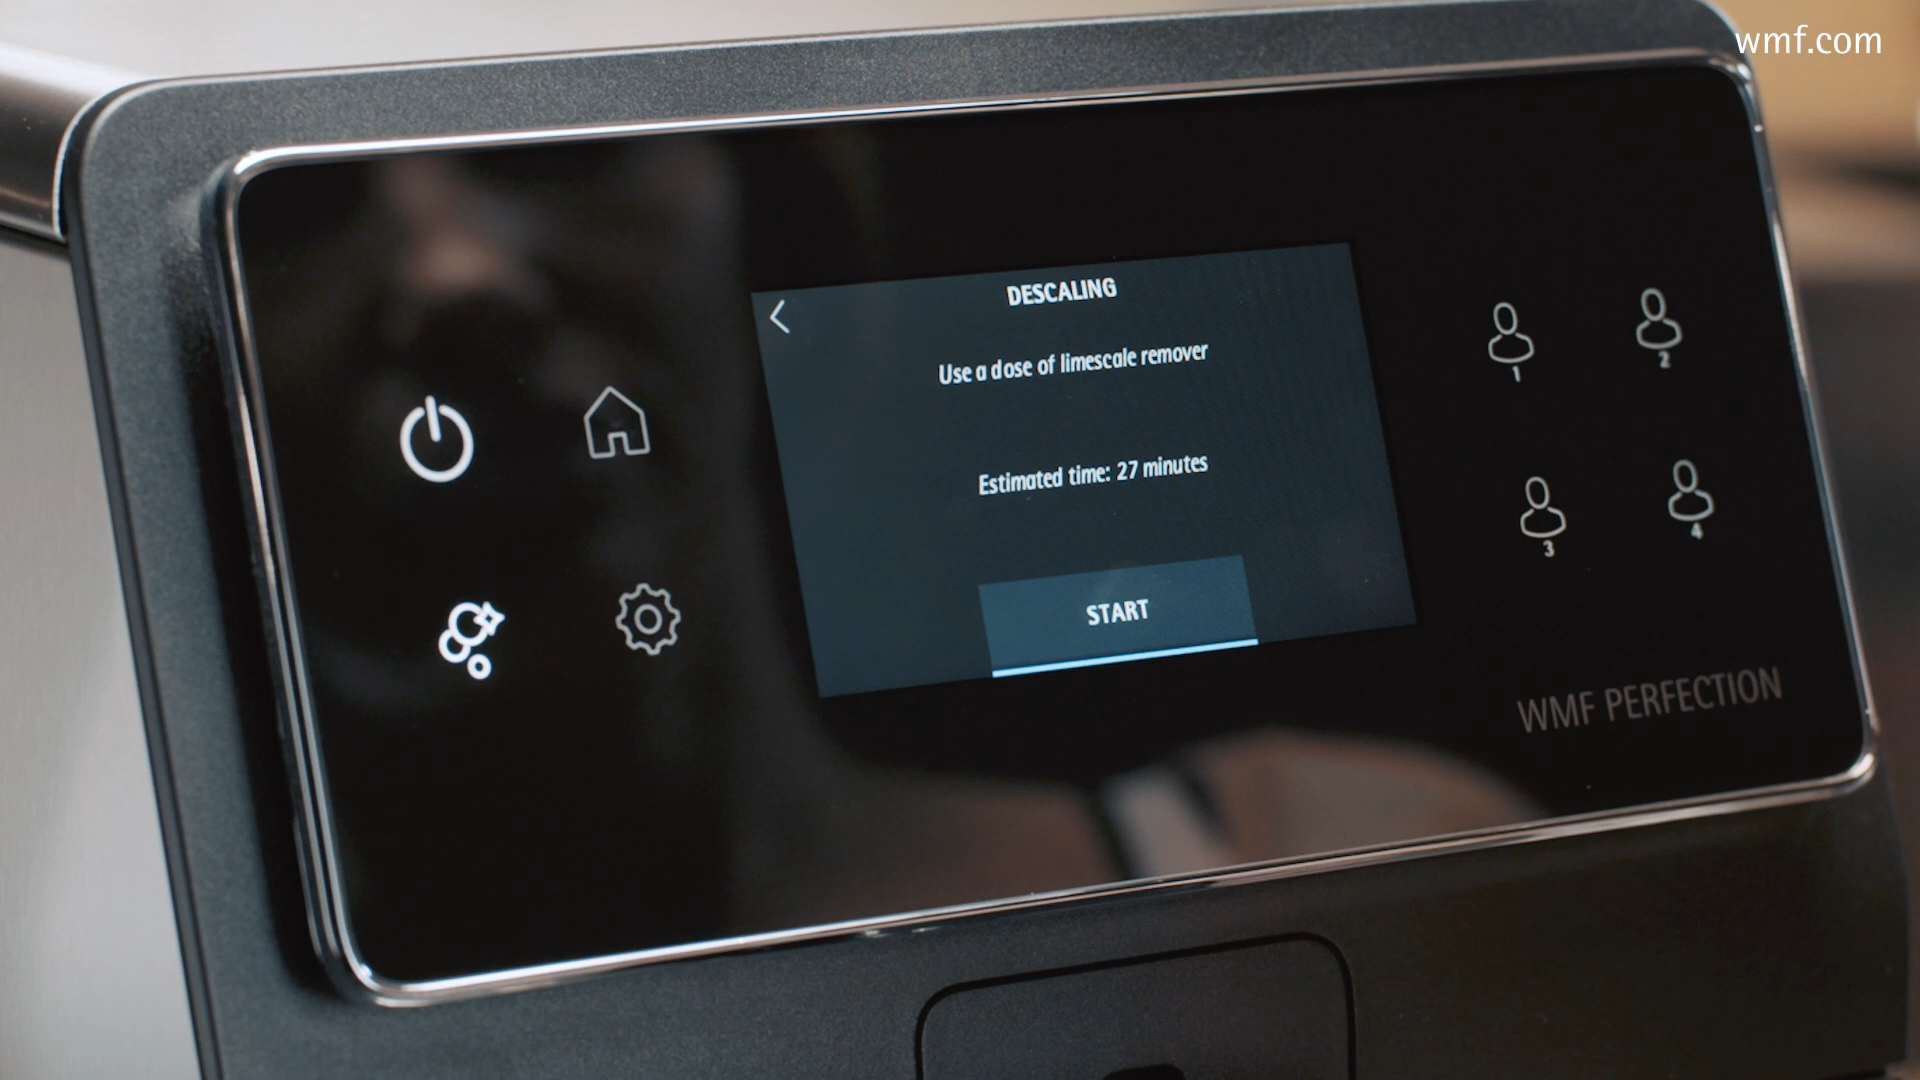 wmf.com
DESCALING
Use a dose of limescale remover
Estimated time: 27 minutes
START
1
2
3
4
WMF PERFECTION